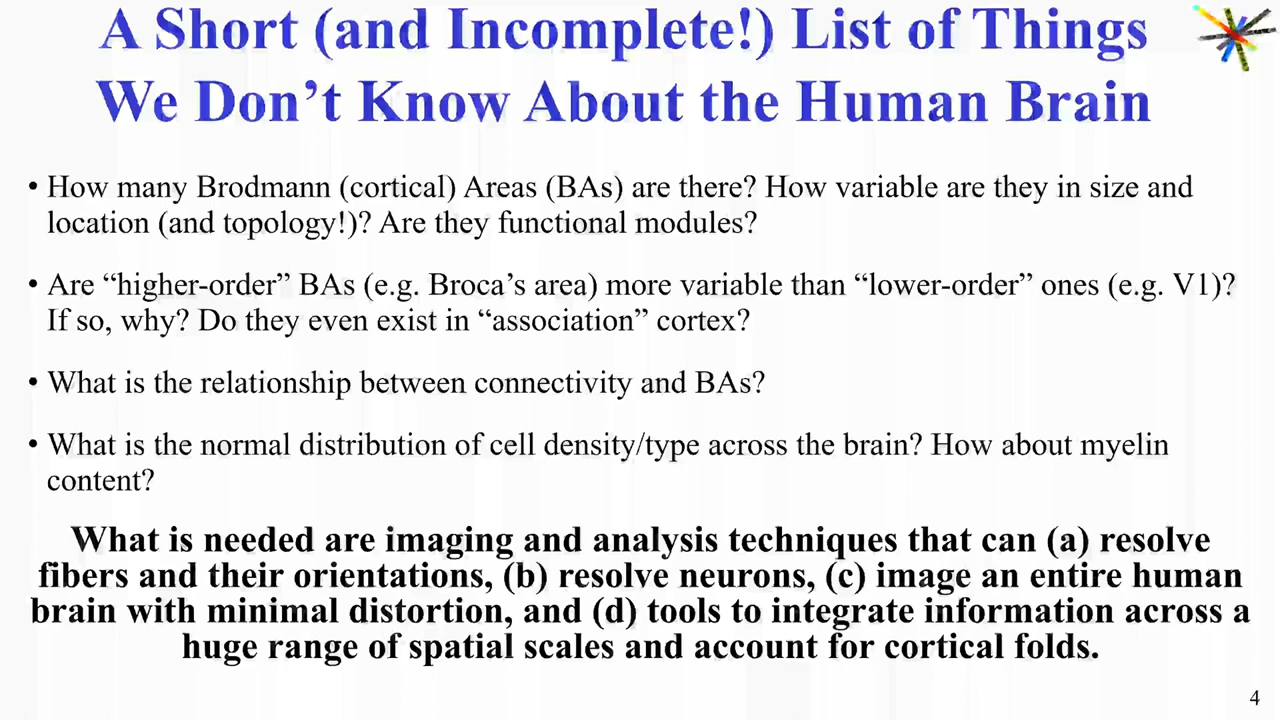 A Short (and Incomplete!) List of Things
We Don’t Know About the Human Brain
• How many Brodmann (cortical) Areas (BAs) are there? How variable are they in size and
location (and topology!)? Are they functional modules?
• Are “higher-order” BAs (e.g. Broca’s area) more variable than “lower-order” ones (e.g. V1)?
If so, why? Do they even exist in “association” cortex?
• What is the relationship between connectivity and BAs?
• What is the normal distribution of cell density/type across the brain? How about myelin
content?
What is needed are imaging and analysis techniques that can (a) resolve
fibers and their orientations, (b) resolve neurons, (c) image an entire human
brain with minimal distortion, and (d) tools to integrate information across a
huge range of spatial scales and account for cortical folds.
4